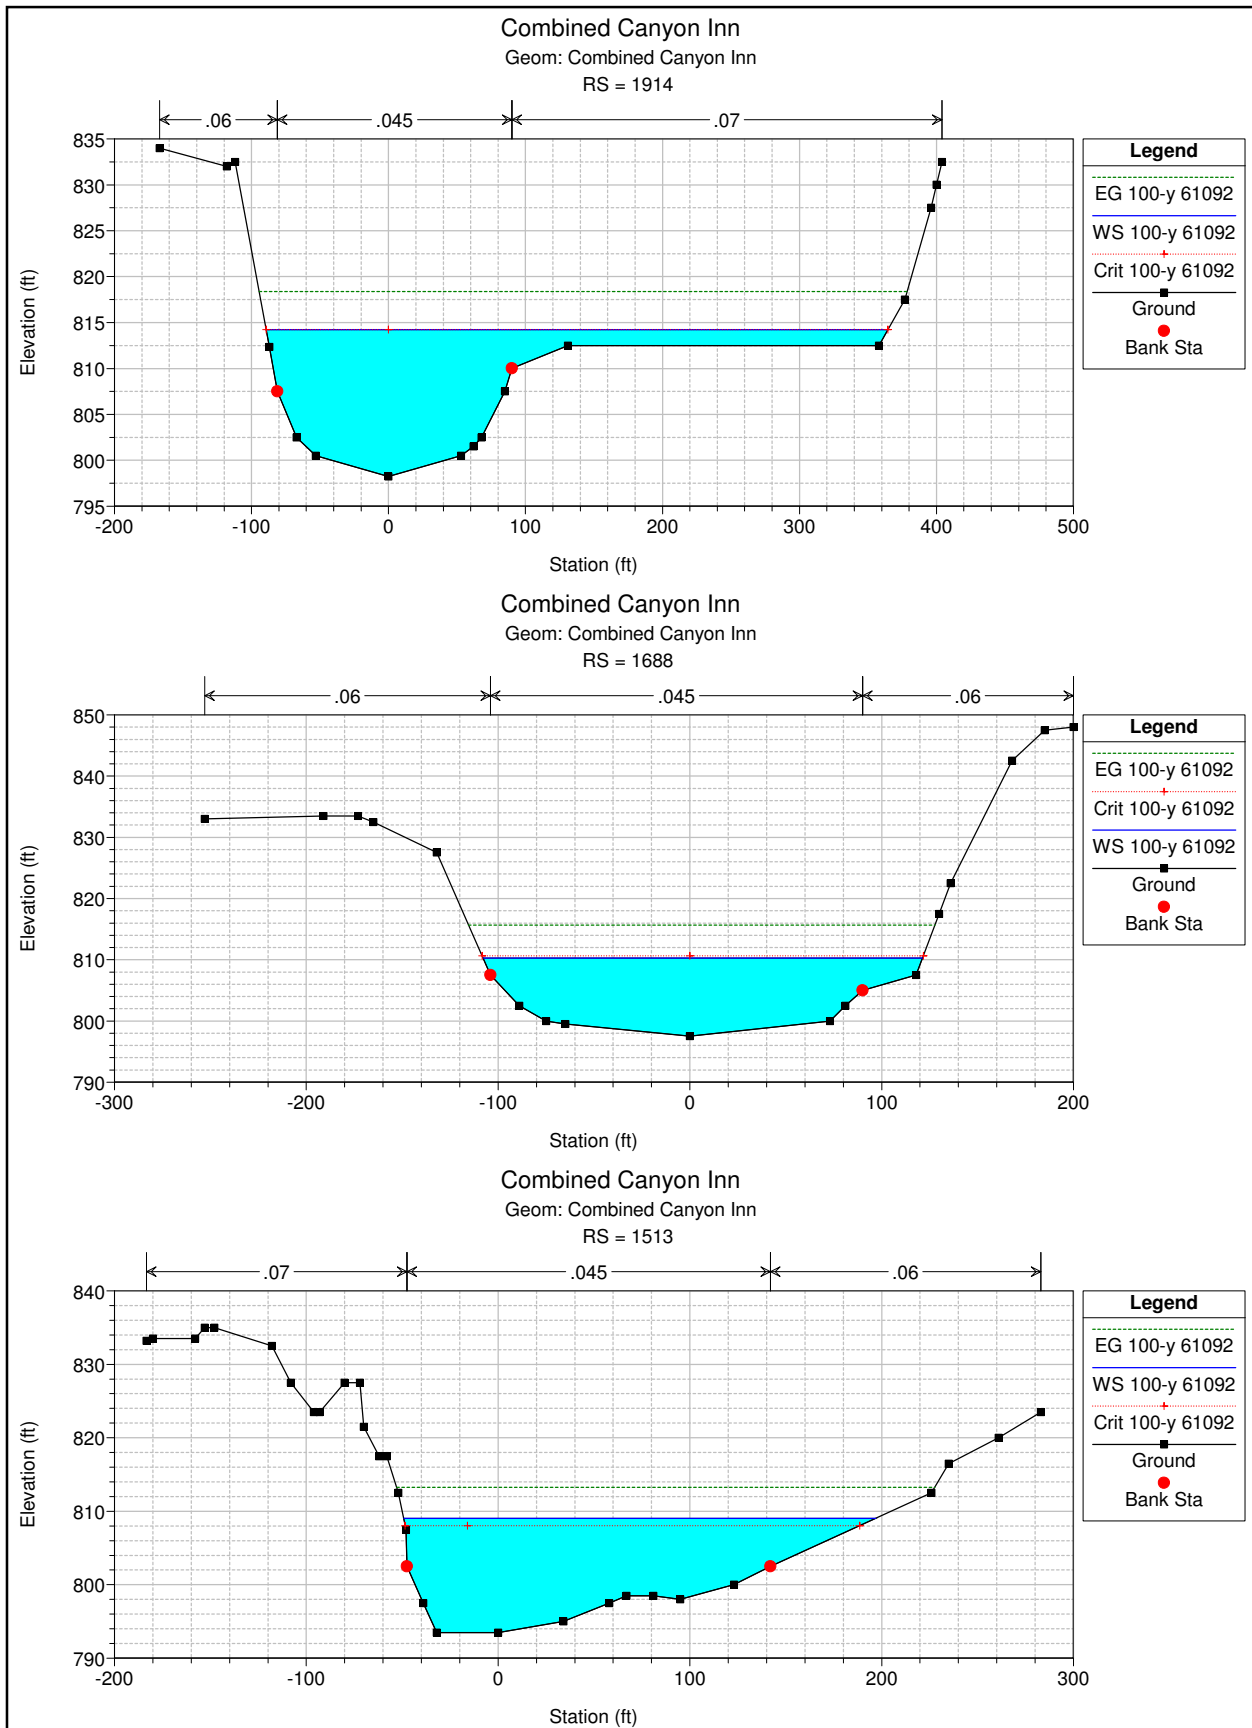 Combined Canyon Inn
Geom: Combined Canyon Inn
RS = 1914
.06 .045 .07
835
830
825
820
815
810
805
800
795
Elevation (ft)
-200 -100 0 100 200 300 400 500
Station (ft)
Legend
EG 100-y 61092
WS 100-y 61092
Crit 100-y 61092
Ground
Bank Sta
Combined Canyon Inn
Geom: Combined Canyon Inn
RS = 1688
.06 .045 .06
850
840
830
820
810
800
790
Elevation (ft)
-300 -200 -100 0 100 200
Station (ft)
Legend
EG 100-y 61092
Crit 100-y 61092
WS 100-y 61092
Ground
Bank Sta
Combined Canyon Inn
Geom: Combined Canyon Inn
RS = 1513
.07 .045 .06
840
830
820
810
800
790
Elevation (ft)
-200 -100 0 100 200 300
Station (ft)
Legend
EG 100-y 61092
WS 100-y 61092
Crit 100-y 61092
Ground
Bank Sta